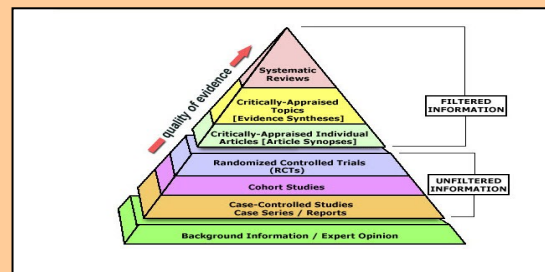 quality of evidence
Systematic
Reviews
Critically-Appraised
Topics
[Evidence Syntheses]
Critically-Appraised Individual
Articles [Article Synopses]
Randomized Controlled Trials
(RCTs)
Cohort Studies
Case-Controlled Studies
Case Series / Reports
Background Information / Expert Opinion
FILTERED
INFORMATION
UNFILTERED
INFORMATION